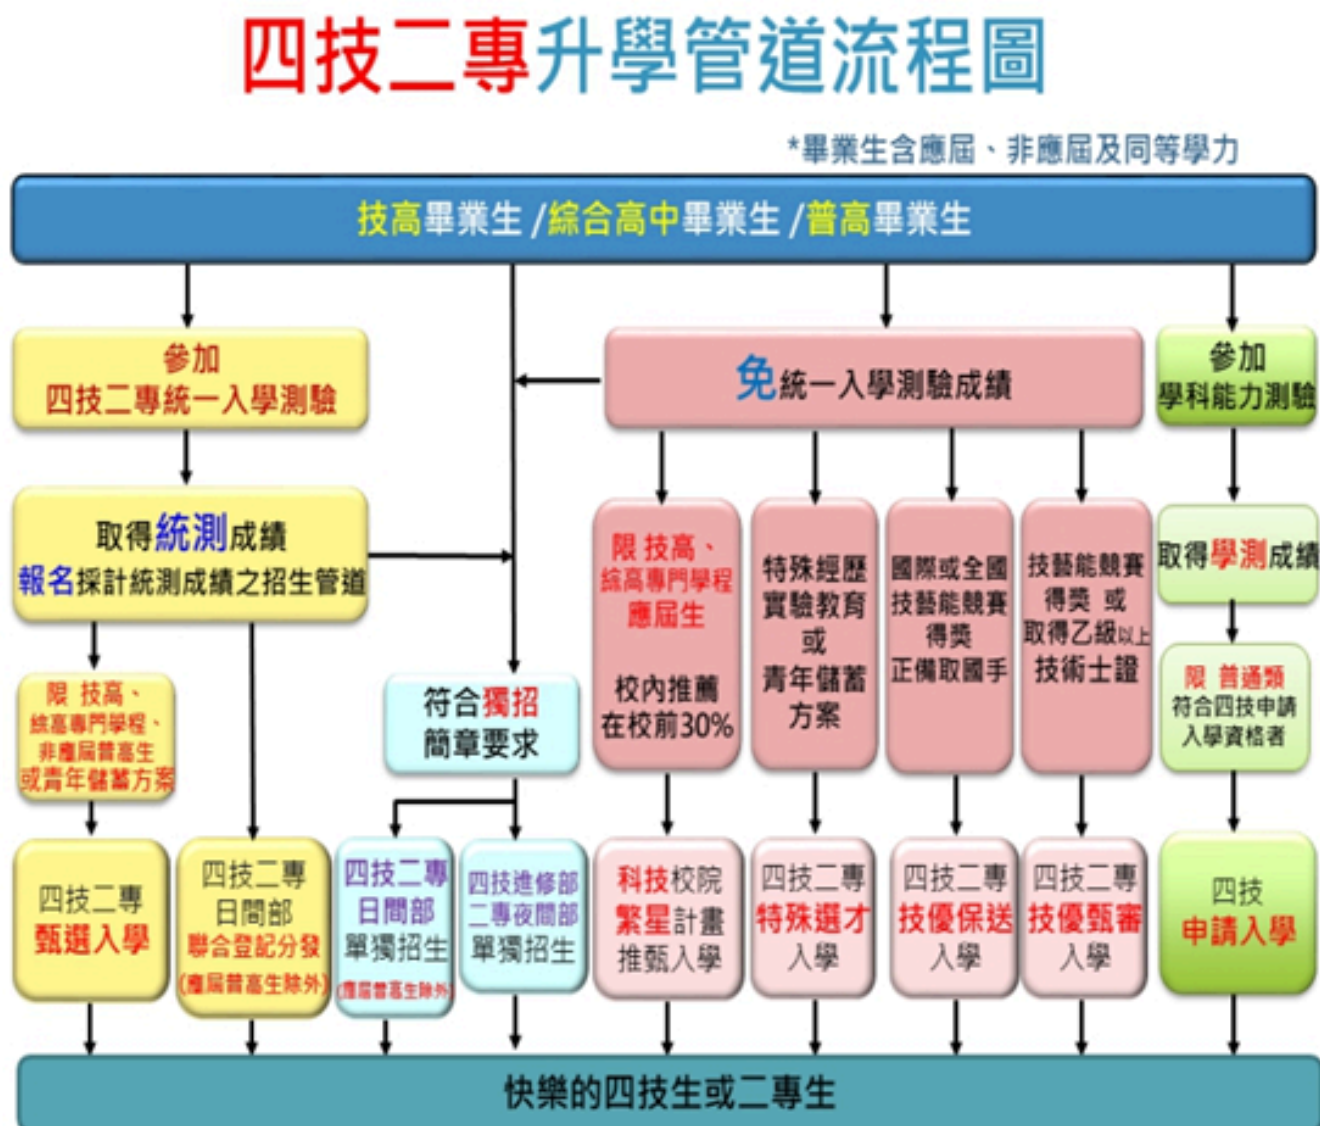 四技二專升學管道流程圖
*畢業生含應屆、非應屆及同等學力
技高畢業生 /綜合高中畢業生 /普高畢業生
參加
四技二專統一入學測驗
免統一入學測驗成績
參加
學科能力測驗
取得統測成績
報名採計統測成績之招生管道
限 技高、
綜高專門學程
應屆生
校內推薦
在校前30%
特殊經歷
實驗教育
或
青年儲蓄
方案
國際或全國
技藝能競賽
得獎
正備取國手
技藝能競賽
得獎 或
取得乙級以上
技術士證
取得學測成績
限 技高、
綜高專門學程、
非應屆普高生
或青年儲蓄方案
符合獨招
簡章要求
限 普通類
符合四技申請
入學資格者
四技二專
甄選入學
四技二專
日間部
聯合登記分發
(應屆普高生除外)
四技二專
日間部
單獨招生
(應屆普高生除外)
四技進修部
二專夜間部
單獨招生
科技校院
繁星計畫
推甄入學
四技二專
特殊選才
入學
四技二專
技優保送
入學
四技二專
技優甄審
入學
四技
申請入學
快樂的四技生或二專生